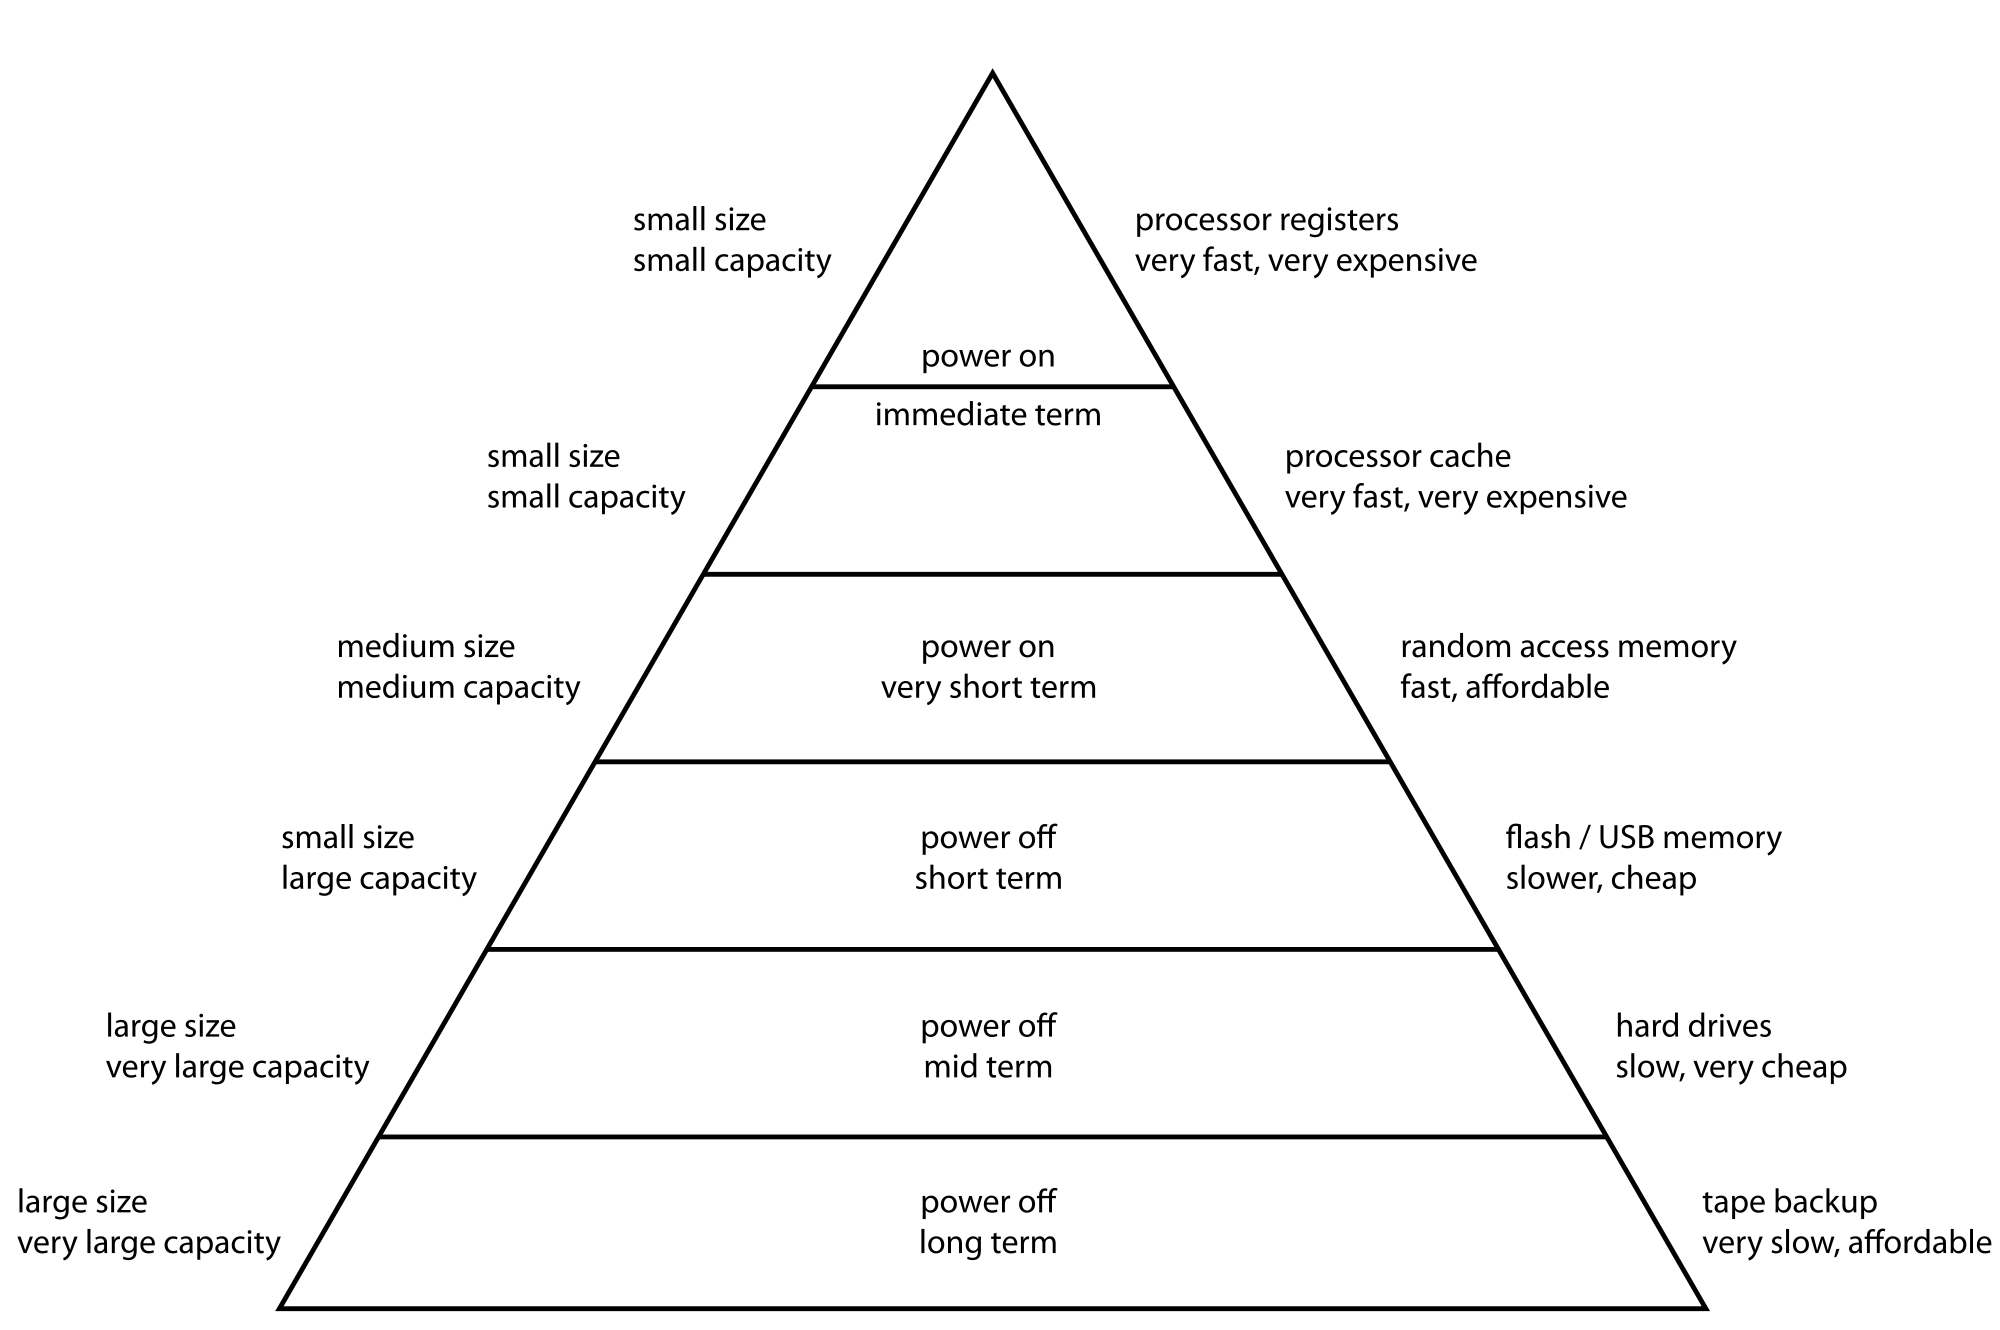 small size
small capacity
processor registers
very fast, very expensive
power on
immediate term
small size
small capacity
processor cache
very fast, very expensive
medium size
medium capacity
power on
very short term
random access memory
fast, affordable
small size
large capacity
power off
short term
flash / USB memory
slower, cheap
large size
very large capacity
power off
mid term
hard drives
slow, very cheap
large size
very large capacity
power off
long term
tape backup
very slow, affordable